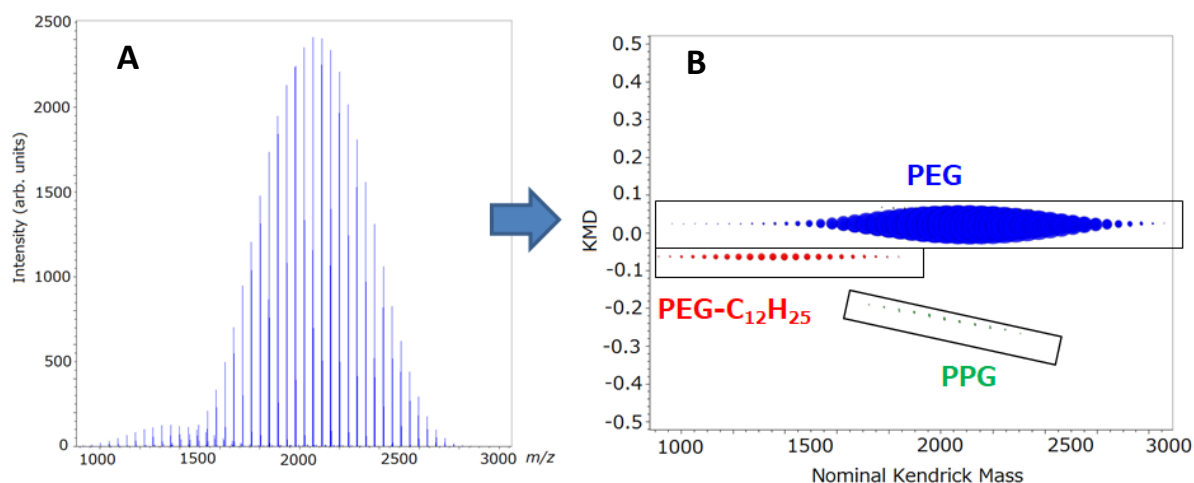 A
Intensity (arb. units)
2500
2000
1500
1000
500
0
1000 1500 2000 2500 3000 m/z
B
KMD
0.5
0.4
0.3
0.2
0.1
0.0
-0.1
-0.2
-0.3
-0.4
-0.5
PEG
PEG-C₁₂H₂₅
PPG
1000 1500 2000 2500 3000
Nominal Kendrick Mass